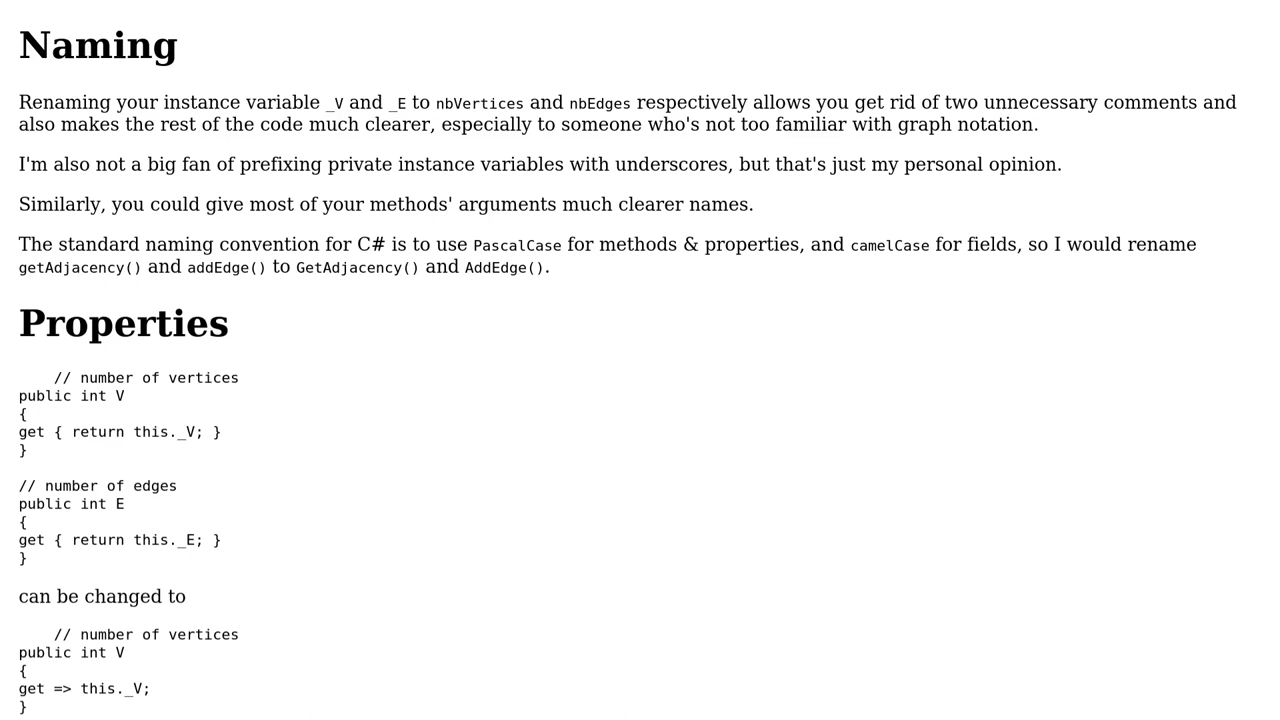 Naming
Renaming your instance variable _V and _E to nbVertices and nbEdges respectively allows you get rid of two unnecessary comments and
also makes the rest of the code much clearer, especially to someone who's not too familiar with graph notation.
I'm also not a big fan of prefixing private instance variables with underscores, but that's just my personal opinion.
Similarly, you could give most of your methods' arguments much clearer names.
The standard naming convention for C# is to use PascalCase for methods & properties, and camelCase for fields, so I would rename
getAdjacency() and addEdge() to GetAdjacency() and AddEdge().
Properties
    // number of vertices
public int V
{
get { return this._V; }
}
// number of edges
public int E
{
get { return this._E; }
}
can be changed to
    // number of vertices
public int V
{
get => this._V;
}